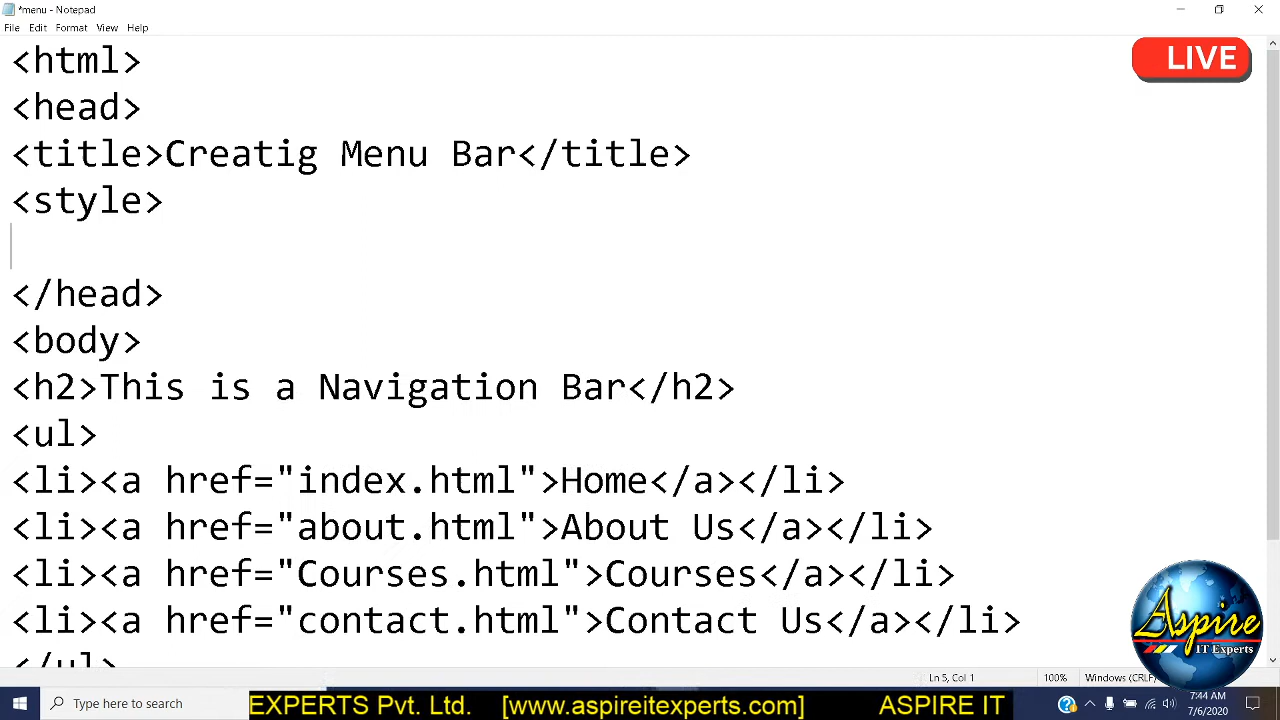 *menu - Notepad
File Edit Format View Help
LIVE
<html>
<head>
<title>Creatig Menu Bar</title>
<style>
</head>
<body>
<h2>This is a Navigation Bar</h2>
<ul>
<li><a href="index.html">Home</a></li>
<li><a href="about.html">About Us</a></li>
<li><a href="Courses.html">Courses</a></li>
<li><a href="contact.html">Contact Us</a></li>
</ul>
Aspire
IT Experts
Ln 5, Col 1 100% Windows (CRLF)
Type here to search
EXPERTS Pvt. Ltd. [www.aspireitexperts.com] ASPIRE IT
7:44 AM
7/6/2020